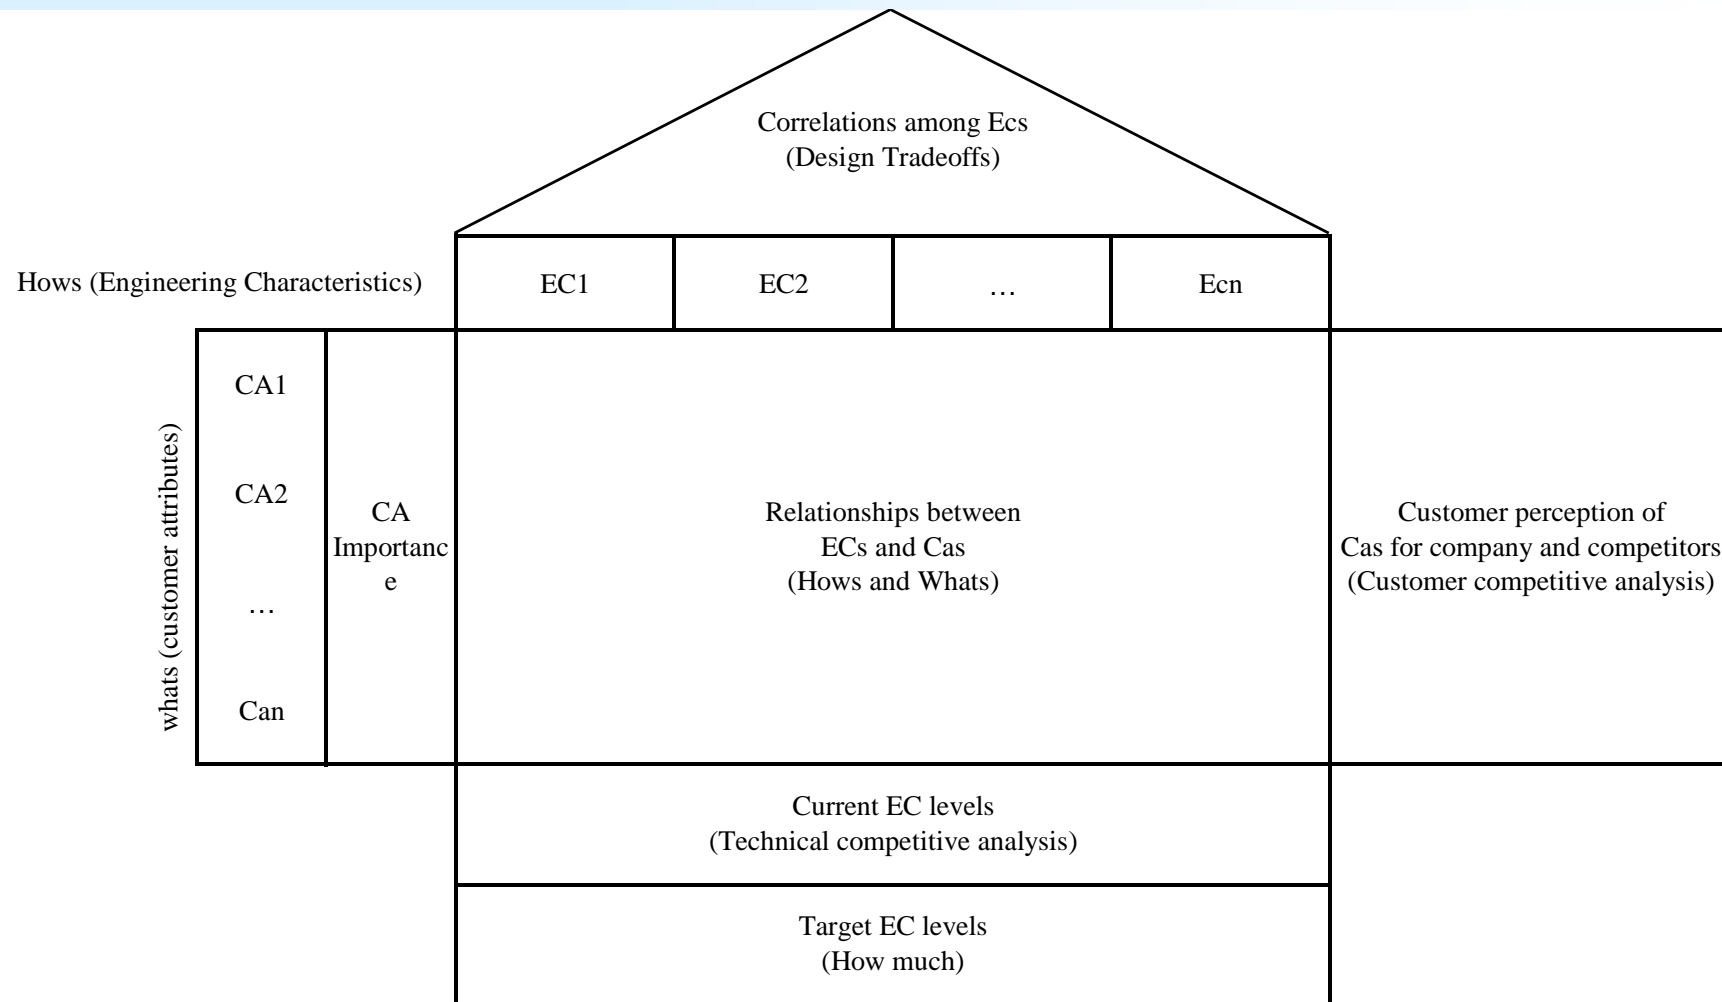 Correlations among Ecs
(Design Tradeoffs)
Hows (Engineering Characteristics)
EC1
EC2
…
Ecn
whats (customer attributes)
CA1
CA2
…
Can
CA
Importanc
e
Relationships between
ECs and Cas
(Hows and Whats)
Customer perception of
Cas for company and competitors
(Customer competitive analysis)
Current EC levels
(Technical competitive analysis)
Target EC levels
(How much)